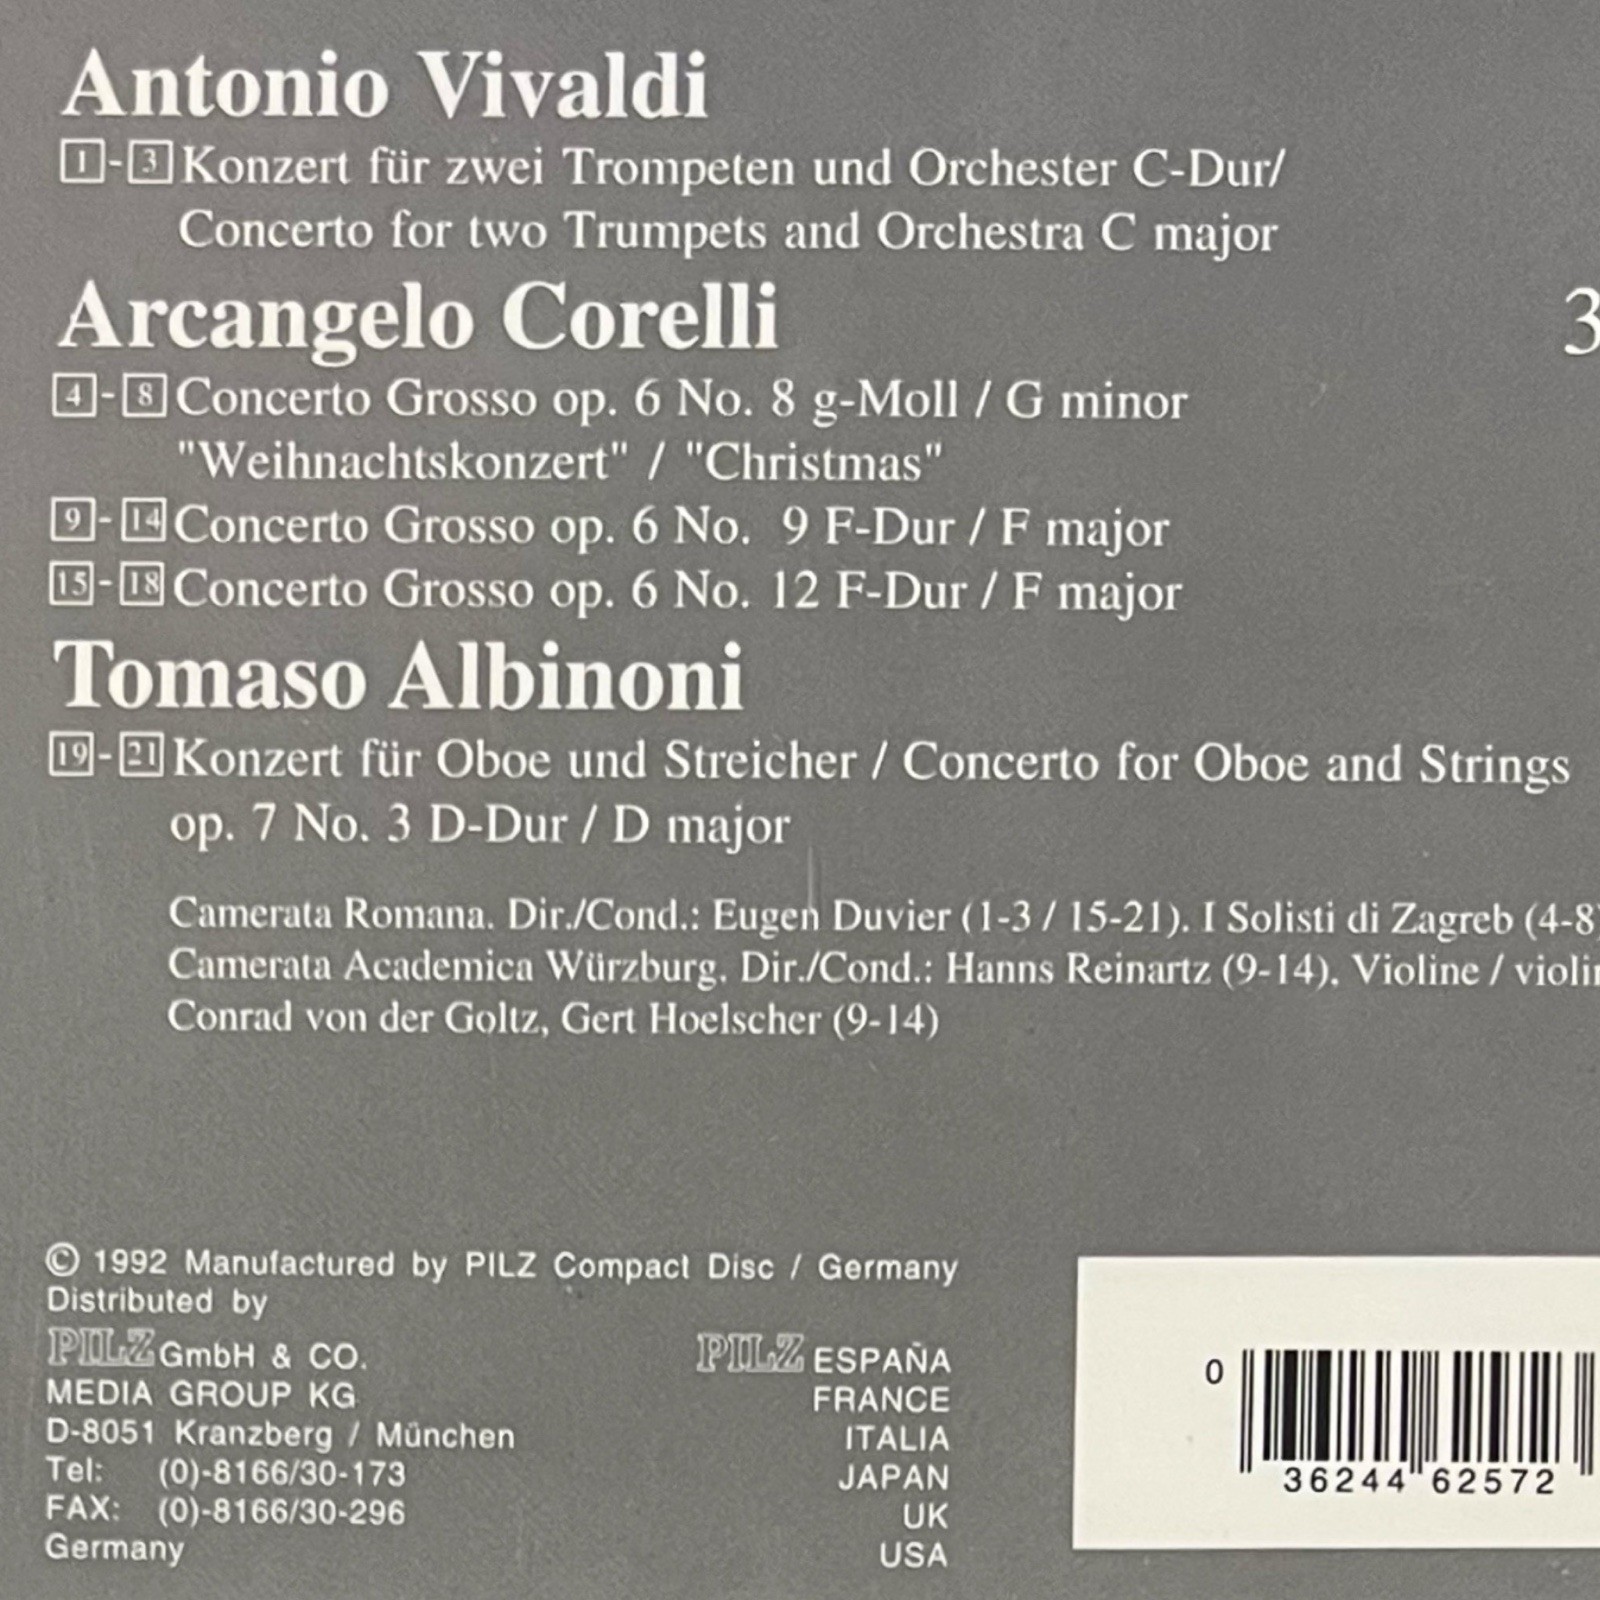 Antonio Vivaldi
1-3 Konzert für zwei Trompeten und Orchester C-Dur/
Concerto for two Trumpets and Orchestra C major
Arcangelo Corelli
3
4-8 Concerto Grosso op. 6 No. 8 g-Moll / G minor
"Weihnachtskonzert" / "Christmas"
9-14 Concerto Grosso op. 6 No. 9 F-Dur / F major
15-18 Concerto Grosso op. 6 No. 12 F-Dur / F major
Tomaso Albinoni
19-21 Konzert für Oboe und Streicher / Concerto for Oboe and Strings
op. 7 No. 3 D-Dur / D major
Camerata Romana. Dir./Cond.: Eugen Duvier (1-3 / 15-21). I Solisti di Zagreb (4-8)
Camerata Academica Würzburg. Dir./Cond.: Hanns Reinartz (9-14), Violine /
Conrad von der Goltz, Gert Hoelscher (9-14)
© 1992 Manufactured by PILZ Compact Disc / Germany
Distributed by
PILZ GmbH & CO.
MEDIA GROUP KG
D-8051 Kranzberg / München
Tel: (0)-8166/30-173
FAX: (0)-8166/30-296
Germany
PILZ ESPAÑA
FRANCE
ITALIA
JAPAN
UK
USA
0 36244 62572